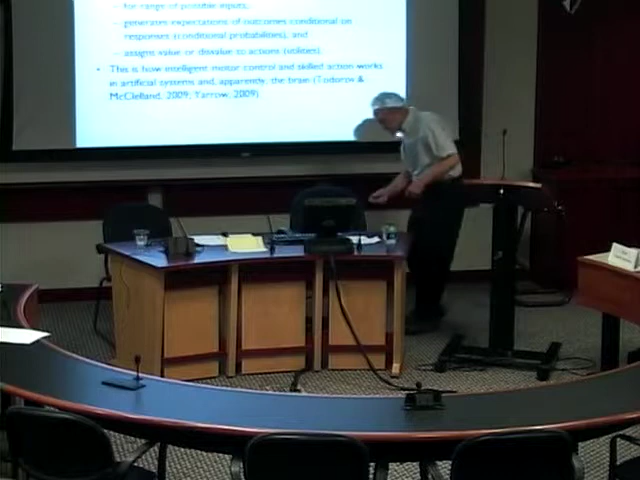 – for range of possible inputs;
– generates expectations of outcomes conditional on
responses (conditional probabilities), and
– assigns value or disvalue to actions (utilities).
• This is how intelligent motor control and skilled action works
in artificial systems and, apparently, the brain (Todorov &
McClelland, 2009; Yarrow, 2009)